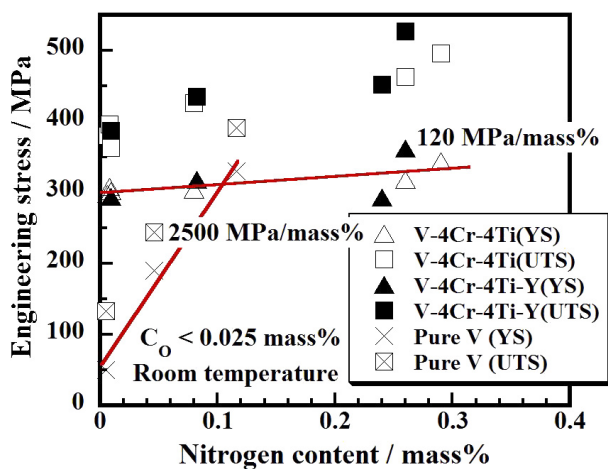 500
400
300
200
100
0
Engineering stress / MPa
120 MPa/mass%
2500 MPa/mass%
C_O < 0.025 mass%
Room temperature
V-4Cr-4Ti(YS)
V-4Cr-4Ti(UTS)
V-4Cr-4Ti-Y(YS)
V-4Cr-4Ti-Y(UTS)
Pure V (YS)
Pure V (UTS)
0 0.1 0.2 0.3 0.4
Nitrogen content / mass%